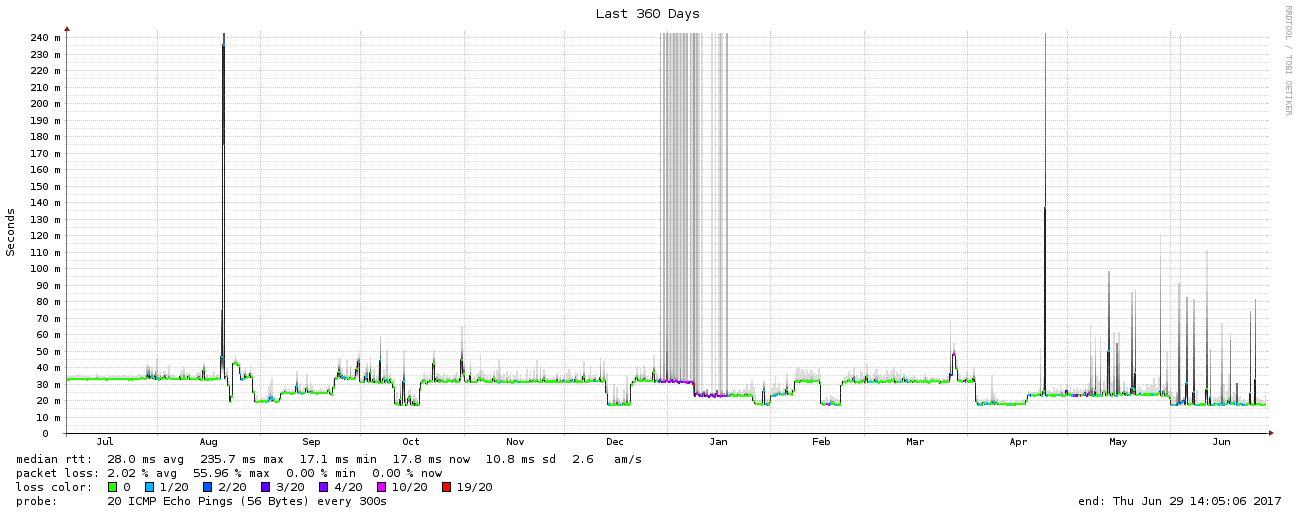 Last 360 Days
RRDTOOL / TOBI OETIKER
Seconds
240 m
230 m
220 m
210 m
200 m
190 m
180 m
170 m
160 m
150 m
140 m
130 m
120 m
110 m
100 m
90 m
80 m
70 m
60 m
50 m
40 m
30 m
20 m
10 m
0
Jul Aug Sep Oct Nov Dec Jan Feb Mar Apr May Jun
median rtt: 28.0 ms avg 235.7 ms max 17.1 ms min 17.8 ms now 10.8 ms sd 2.6 am/s
packet loss: 2.02 % avg 55.96 % max 0.00 % min 0.00 % now
loss color: 0 1/20 2/20 3/20 4/20 10/20 19/20
probe: 20 ICMP Echo Pings (56 Bytes) every 300s end: Thu Jun 29 14:05:06 2017